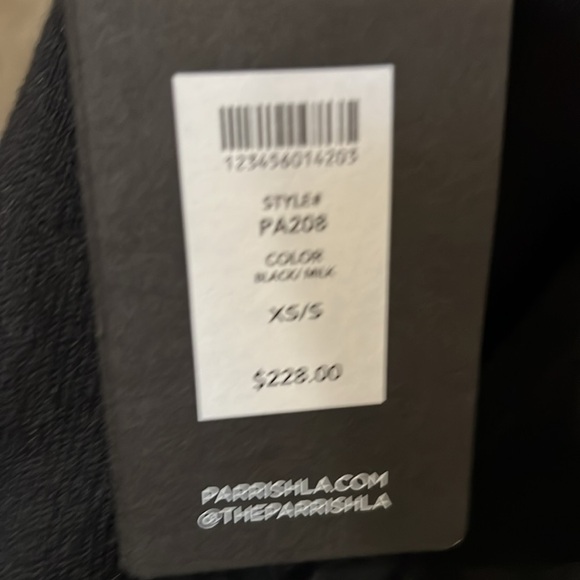 123456014203
STYLE#
PA208
COLOR
BLACK/ MILK
XS/S
$228.00
PARRISHLA.COM
@THEPARRISHLA